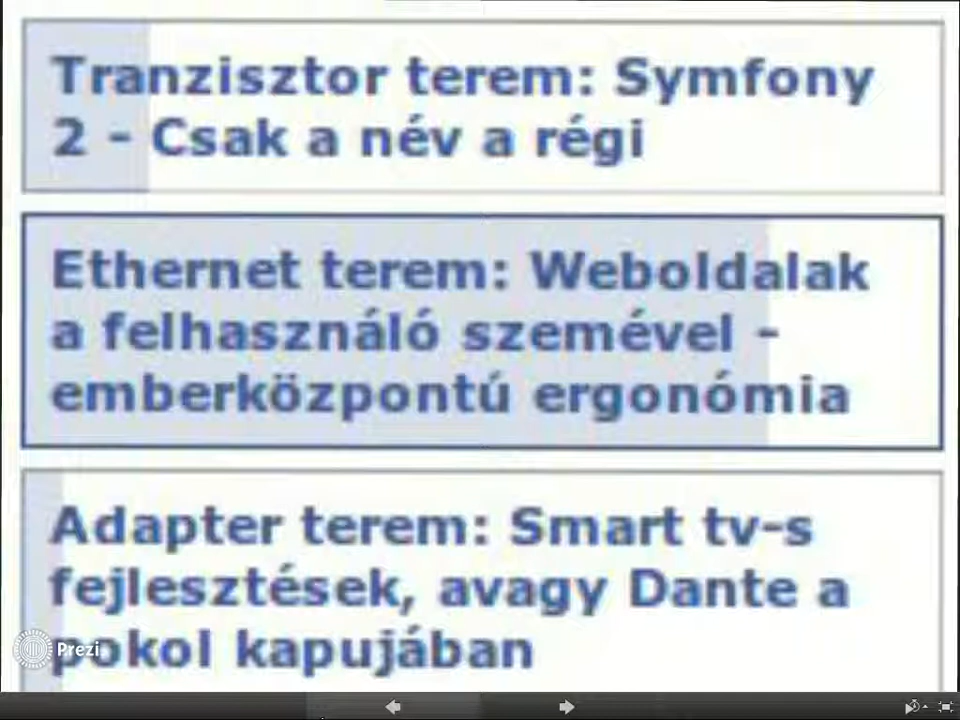 Tranzisztor terem: Symfony
2 - Csak a név a régi
Ethernet terem: Weboldalak
a felhasználó szemével -
emberközpontú ergonómia
Adapter terem: Smart tv-s
fejlesztések, avagy Dante a
pokol kapujában
Prezi